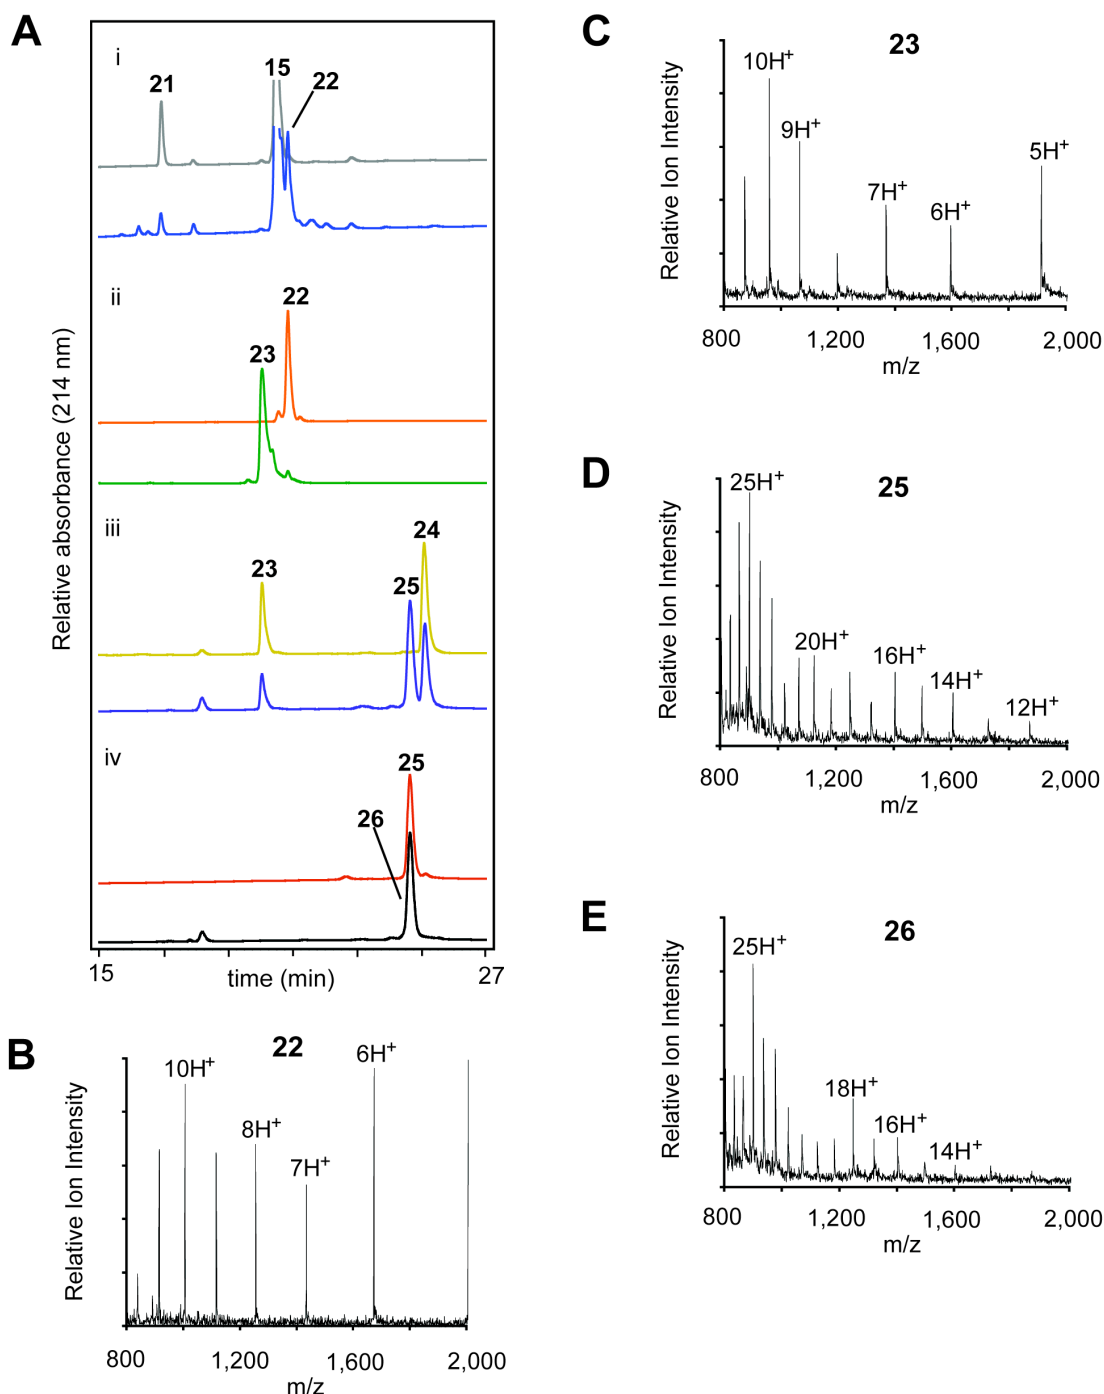 A
i
21
15
22
ii
22
23
iii
24
23
25
iv
25
26
Relative absorbance (214 nm)
15
time (min)
27
B
22
10H+
8H+
7H+
6H+
Relative Ion Intensity
800
1,200
1,600
2,000
m/z
C
23
10H+
9H+
7H+
6H+
5H+
Relative Ion Intensity
800
1,200
1,600
2,000
m/z
D
25
25H+
20H+
16H+
14H+
12H+
Relative Ion Intensity
800
1,200
1,600
2,000
m/z
E
26
25H+
18H+
16H+
14H+
Relative Ion Intensity
800
1,200
1,600
2,000
m/z